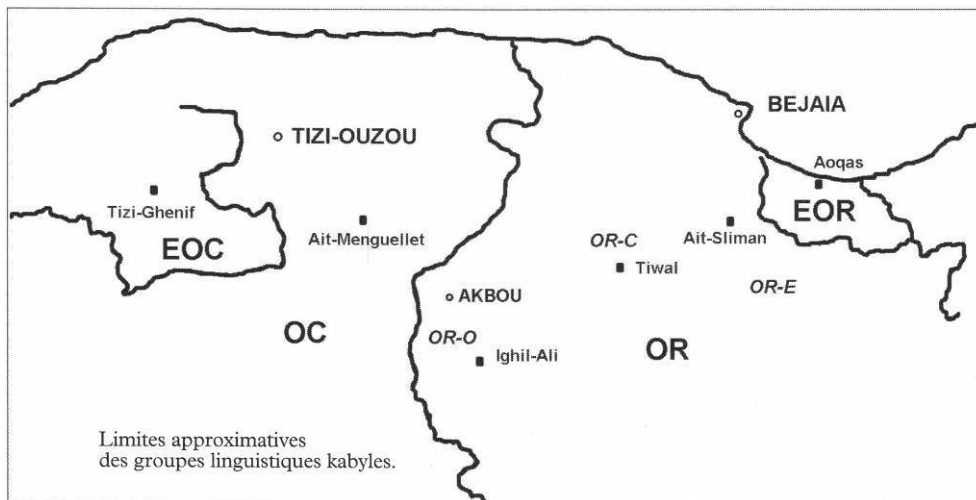 BEJAIA
TIZI-OUZOU
Aoqas
Tizi-Ghenif
EOR
Ait-Menguellet
OR-C
Ait-Sliman
EOC
Tiwal
OR-E
AKBOU
OC
OR-O
OR
Ighil-Ali
Limites approximatives
des groupes linguistiques kabyles.